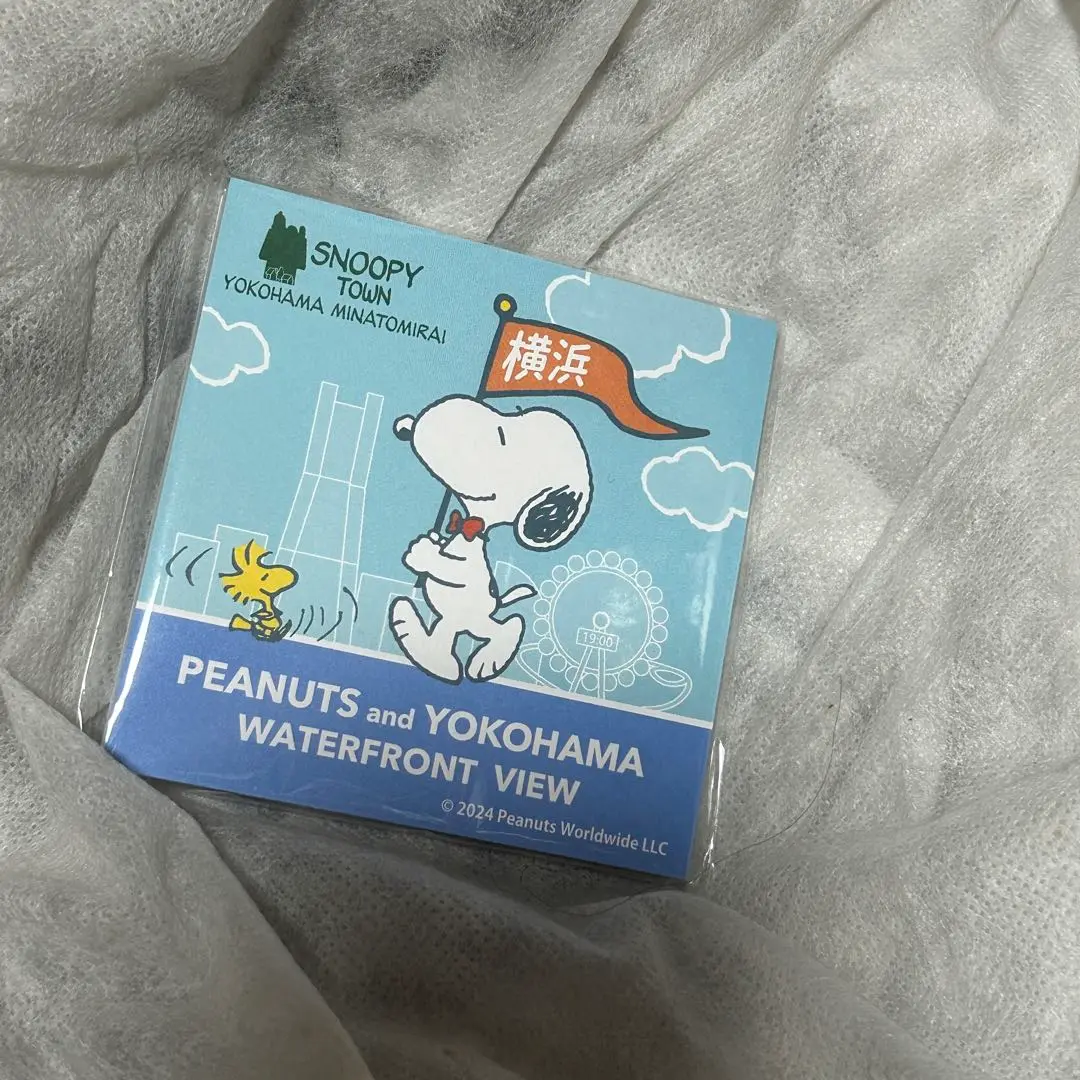 SNOOPY
TOWN
YOKOHAMA MINATOMIRAI
横浜
19:00
PEANUTS and YOKOHAMA
WATERFRONT VIEW
© 2024 Peanuts Worldwide LLC